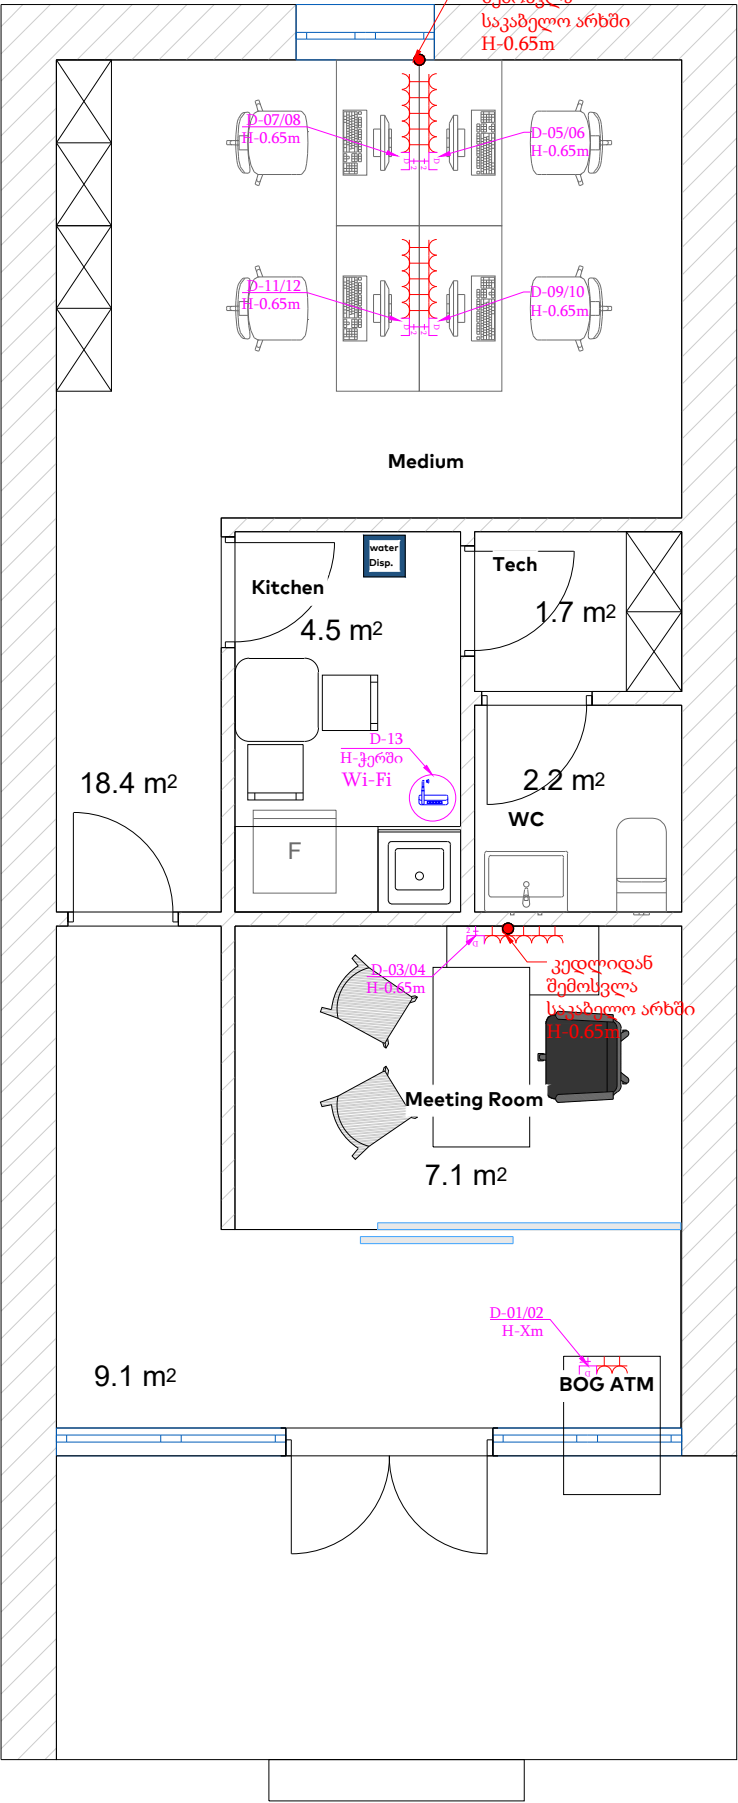 საკაბელო არხში
H-0.65m
D-07/08
H-0.65m
D-05/06
H-0.65m
D-11/12
H-0.65m
D-09/10
H-0.65m
Medium
water
Disp.
Kitchen
4.5 m2
Tech
1.7 m2
D-13
H-ჭერში
Wi-Fi
18.4 m2
2.2 m2
WC
F
D-03/04
H-0.65m
კედლიდან
შემოსვლა
საკაბელო არხში
H-0.65m
Meeting Room
7.1 m2
D-01/02
H-Xm
9.1 m2
BOG ATM